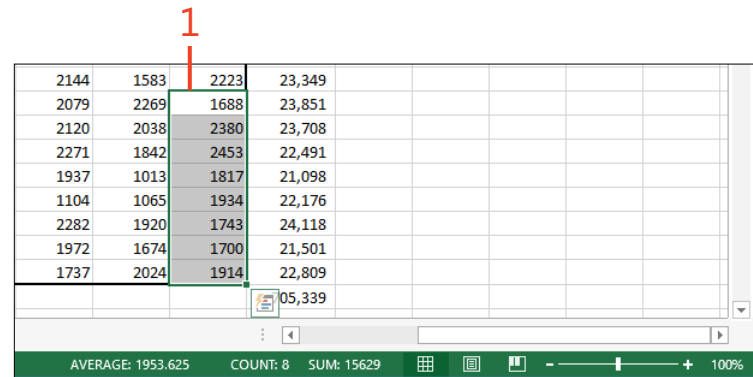 1
2144 1583 2223 23,349
2079 2269 1688 23,851
2120 2038 2380 23,708
2271 1842 2453 22,491
1937 1013 1817 21,098
1104 1065 1934 22,176
2282 1920 1743 24,118
1972 1674 1700 21,501
1737 2024 1914 22,809
05,339
AVERAGE: 1953.625 COUNT: 8 SUM: 15629 - + 100%